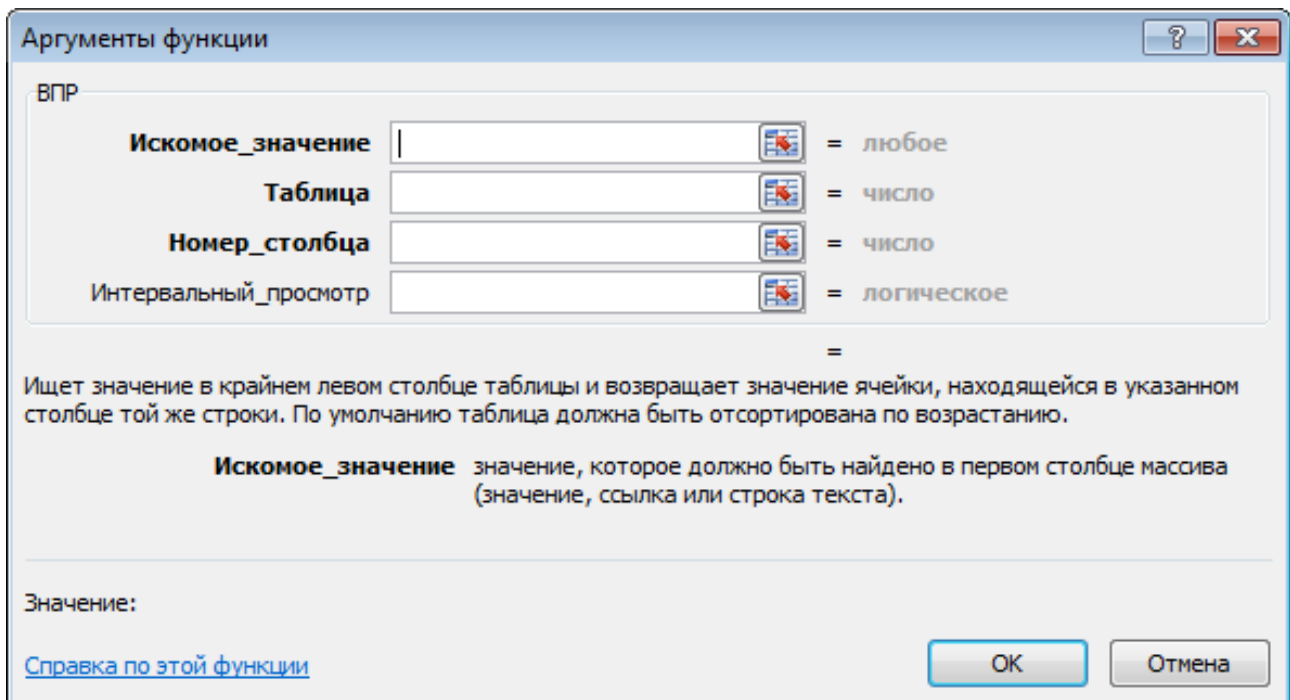 Аргументы функции
ВПР
Искомое_значение = любое
Таблица = число
Номер_столбца = число
Интервальный_просмотр = логическое
=
Ищет значение в крайнем левом столбце таблицы и возвращает значение ячейки, находящейся в указанном
столбце той же строки. По умолчанию таблица должна быть отсортирована по возрастанию.
Искомое_значение значение, которое должно быть найдено в первом столбце массива
(значение, ссылка или строка текста).
Значение:
Справка по этой функции
ОК
Отмена